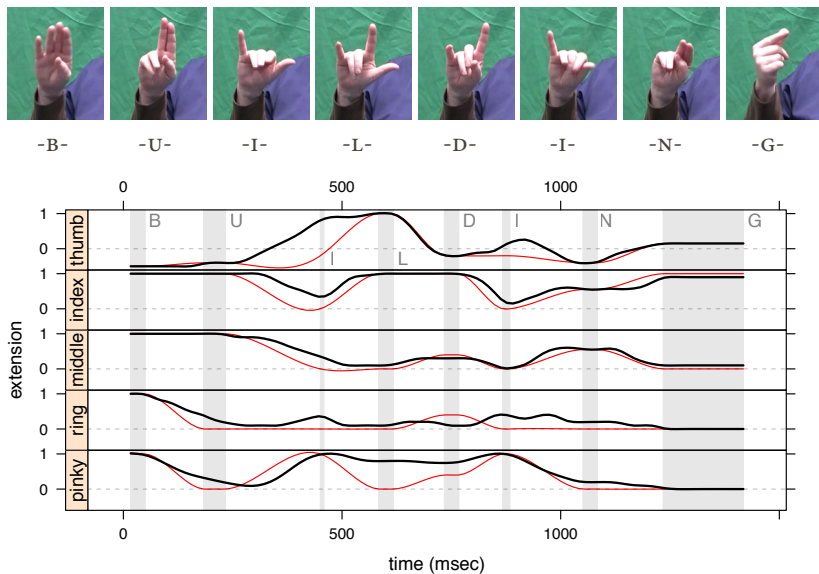 -B- -U- -I- -L- -D- -I- -N- -G-
0 500 1000
thumb 1 0 B U I L D I N G
index 1 0
middle 1 0
ring 1 0
pinky 1 0
extension
0 500 1000
time (msec)